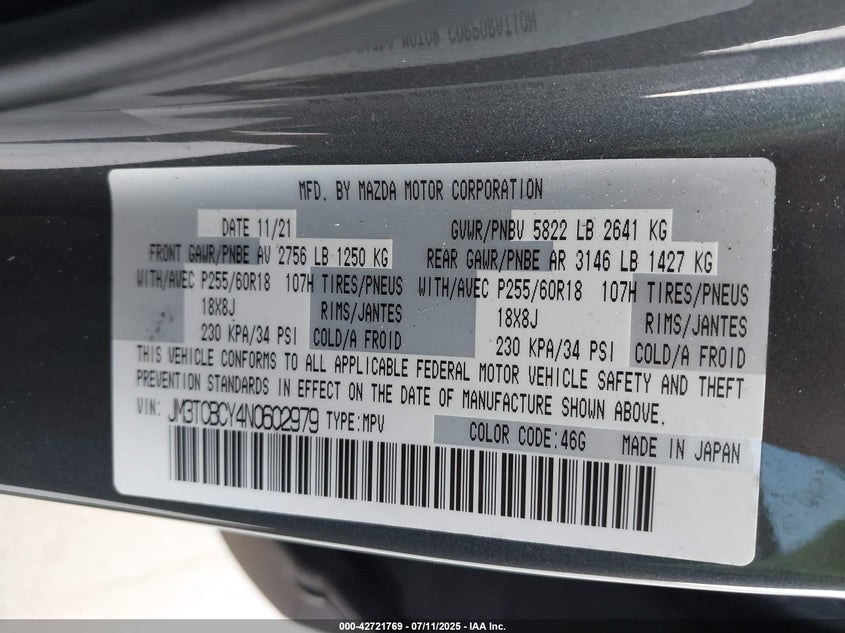 MFD. BY MAZDA MOTOR CORPORATION
DATE 11/21 GVWR/PNBV 5822 LB 2641 KG
FRONT GAWR/PNBE AV 2756 LB 1250 KG REAR GAWR/PNBE AR 3146 LB 1427 KG
WITH/AVEC P255/60R18 107H TIRES/PNEUS WITH/AVEC P255/60R18 107H TIRES/PNEUS
18X8J RIMS/JANTES 18X8J RIMS/JANTES
230 KPA/34 PSI COLD/A FROID 230 KPA/34 PSI COLD/A FROID
THIS VEHICLE CONFORMS TO ALL APPLICABLE FEDERAL MOTOR VEHICLE SAFETY AND THEFT
PREVENTION STANDARDS IN EFFECT ON THE DATE OF MANUFACTURE SHOWN ABOVE.
VIN: JM3TCBCY4N0602979 TYPE:MPV
COLOR CODE:46G MADE IN JAPAN
000-42721769 - 07/11/2025 - IAA Inc.